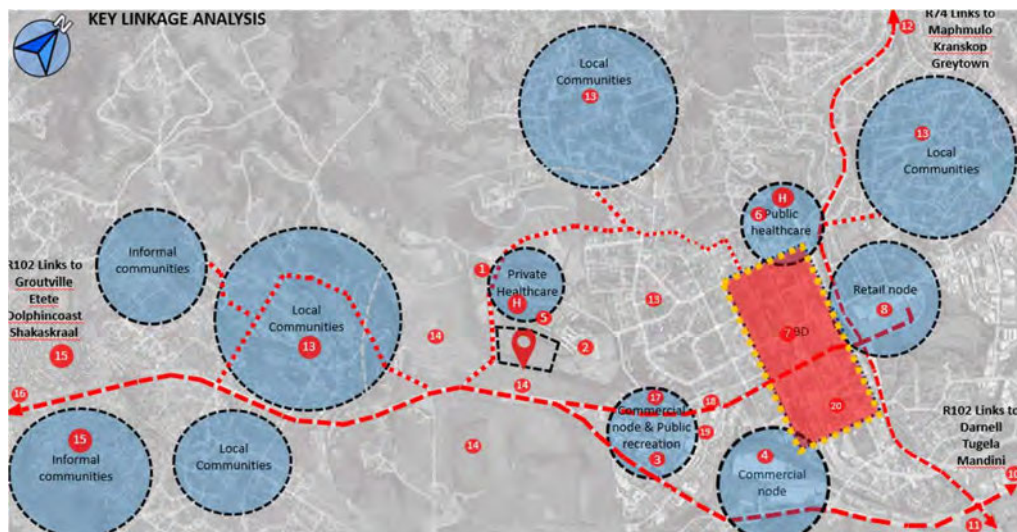 KEY LINKAGE ANALYSIS
N
R74 Links to
Maphmulo
Kranskop
Greytown
12
Local
Communities
13
13
Local
Communities
H
6
Public
healthcare
Informal
communities
R102 Links to
Groutville
Etete
Dolphincoast
Shakaskraal
15
16
Local
Communities
13
1
Private
Healthcare
H
5
2
14
14
14
13
Retail node
8
7 BD
20
17
Commercial
node & Public
recreation
3
18
19
4
Commercial
node
15
Informal
communities
Local
Communities
R102 Links to
Darnell
Tugela
Mandini
10
11